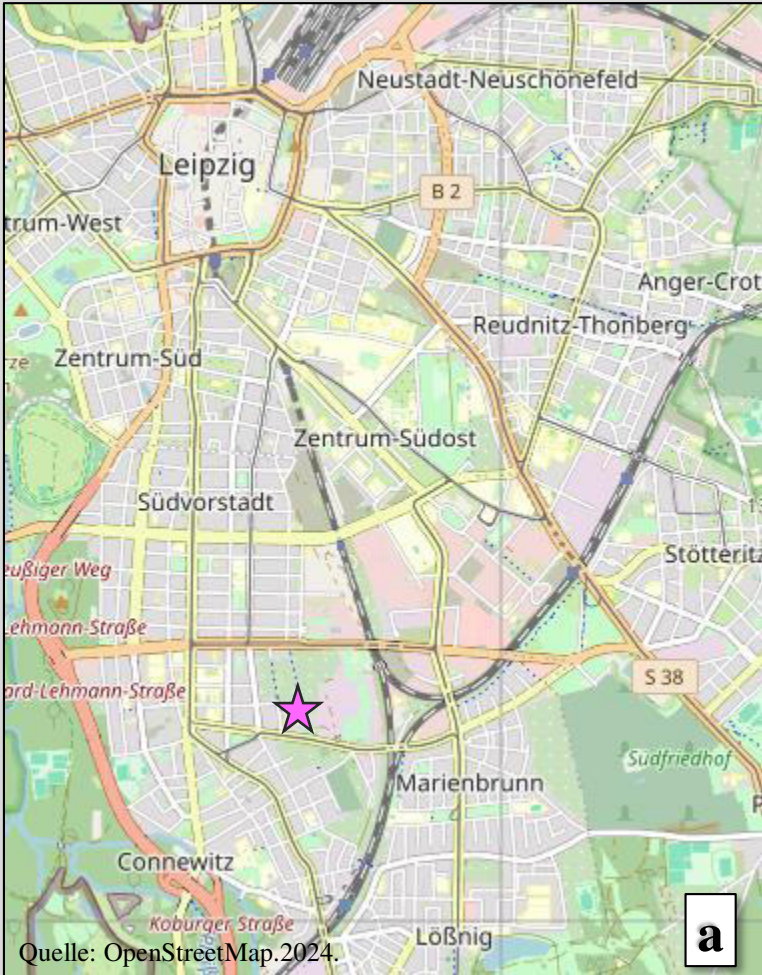 Neustadt-Neuschönefeld
Leipzig
B 2
trum-West
Anger-Crot
Reudnitz-Thonberg
Zentrum-Süd
Zentrum-Südost
Südvorstadt
Stötteritz
eußiger Weg
Lehmann-Straße
ard-Lehmann-Straße
S 38
Südfriedhof
Marienbrunn
Connewitz
Koburger Straße
Lößnig
Quelle: OpenStreetMap.2024.
a